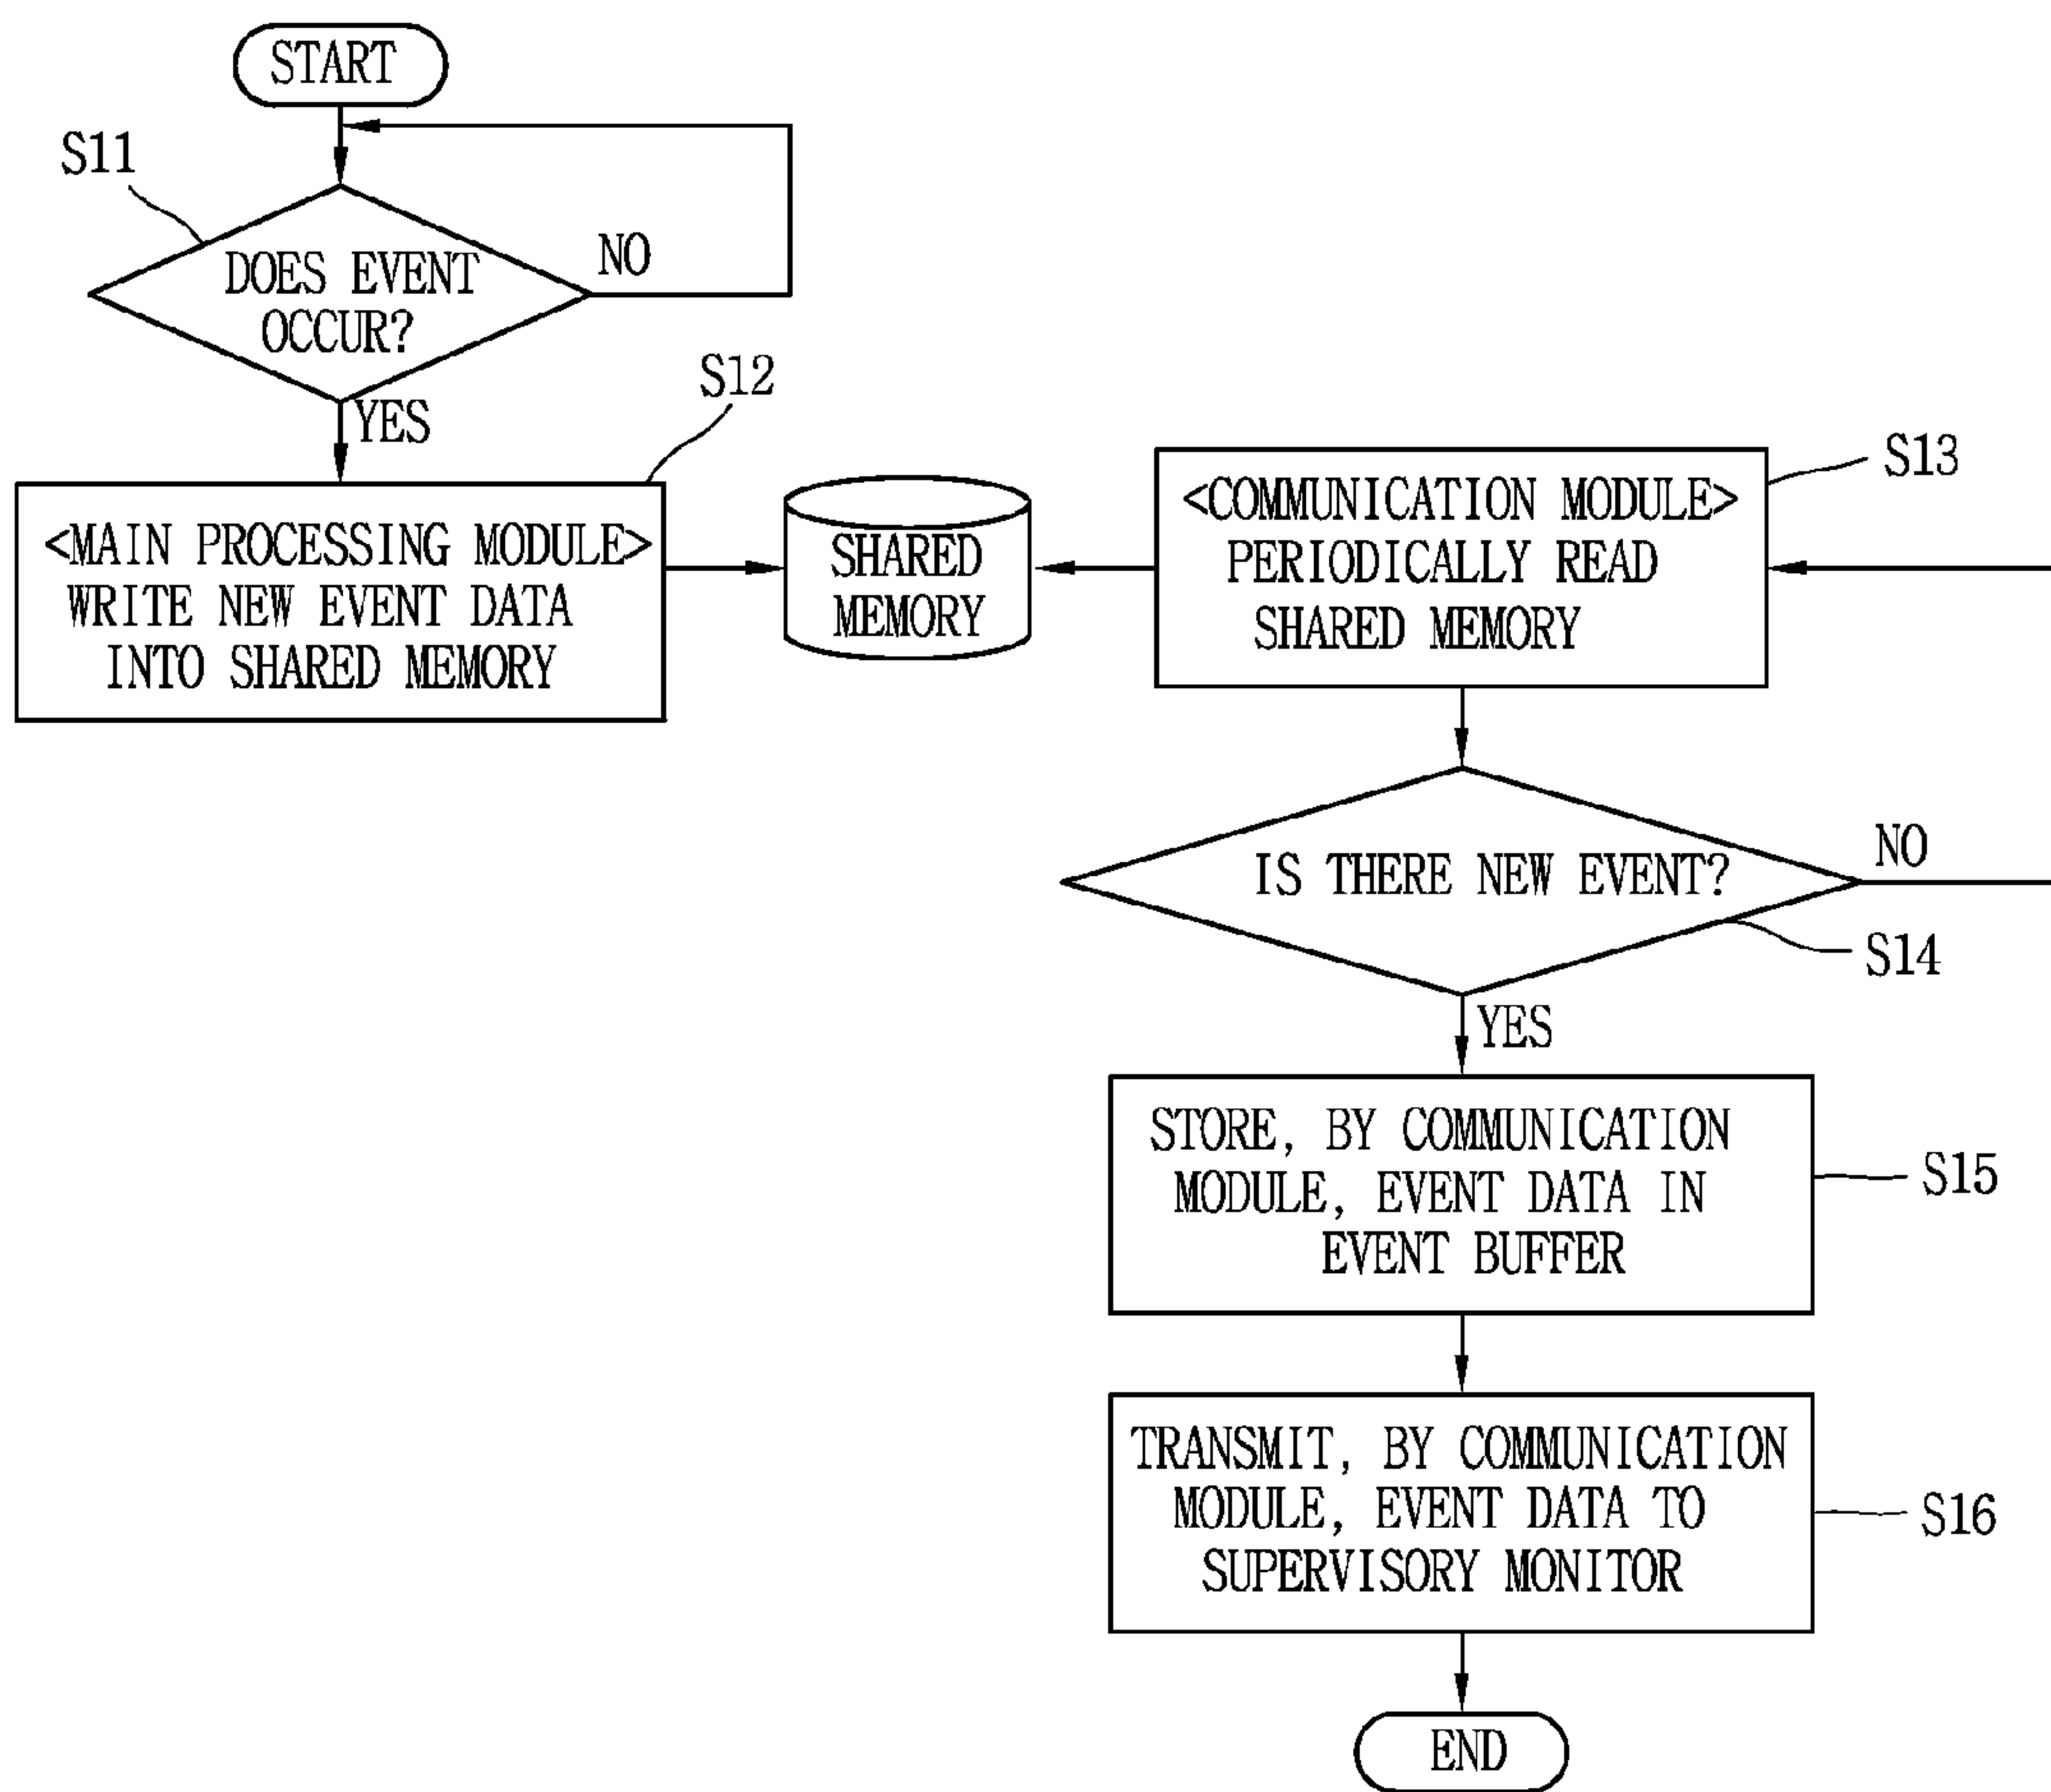 START
S11
DOES EVENT
OCCUR?
NO
YES
S12
<MAIN PROCESSING MODULE>
WRITE NEW EVENT DATA
INTO SHARED MEMORY
SHARED
MEMORY
S13
<COMMUNICATION MODULE>
PERIODICALLY READ
SHARED MEMORY
IS THERE NEW EVENT?
NO
S14
YES
STORE, BY COMMUNICATION
MODULE, EVENT DATA IN
EVENT BUFFER
S15
TRANSMIT, BY COMMUNICATION
MODULE, EVENT DATA TO
SUPERVISORY MONITOR
S16
END